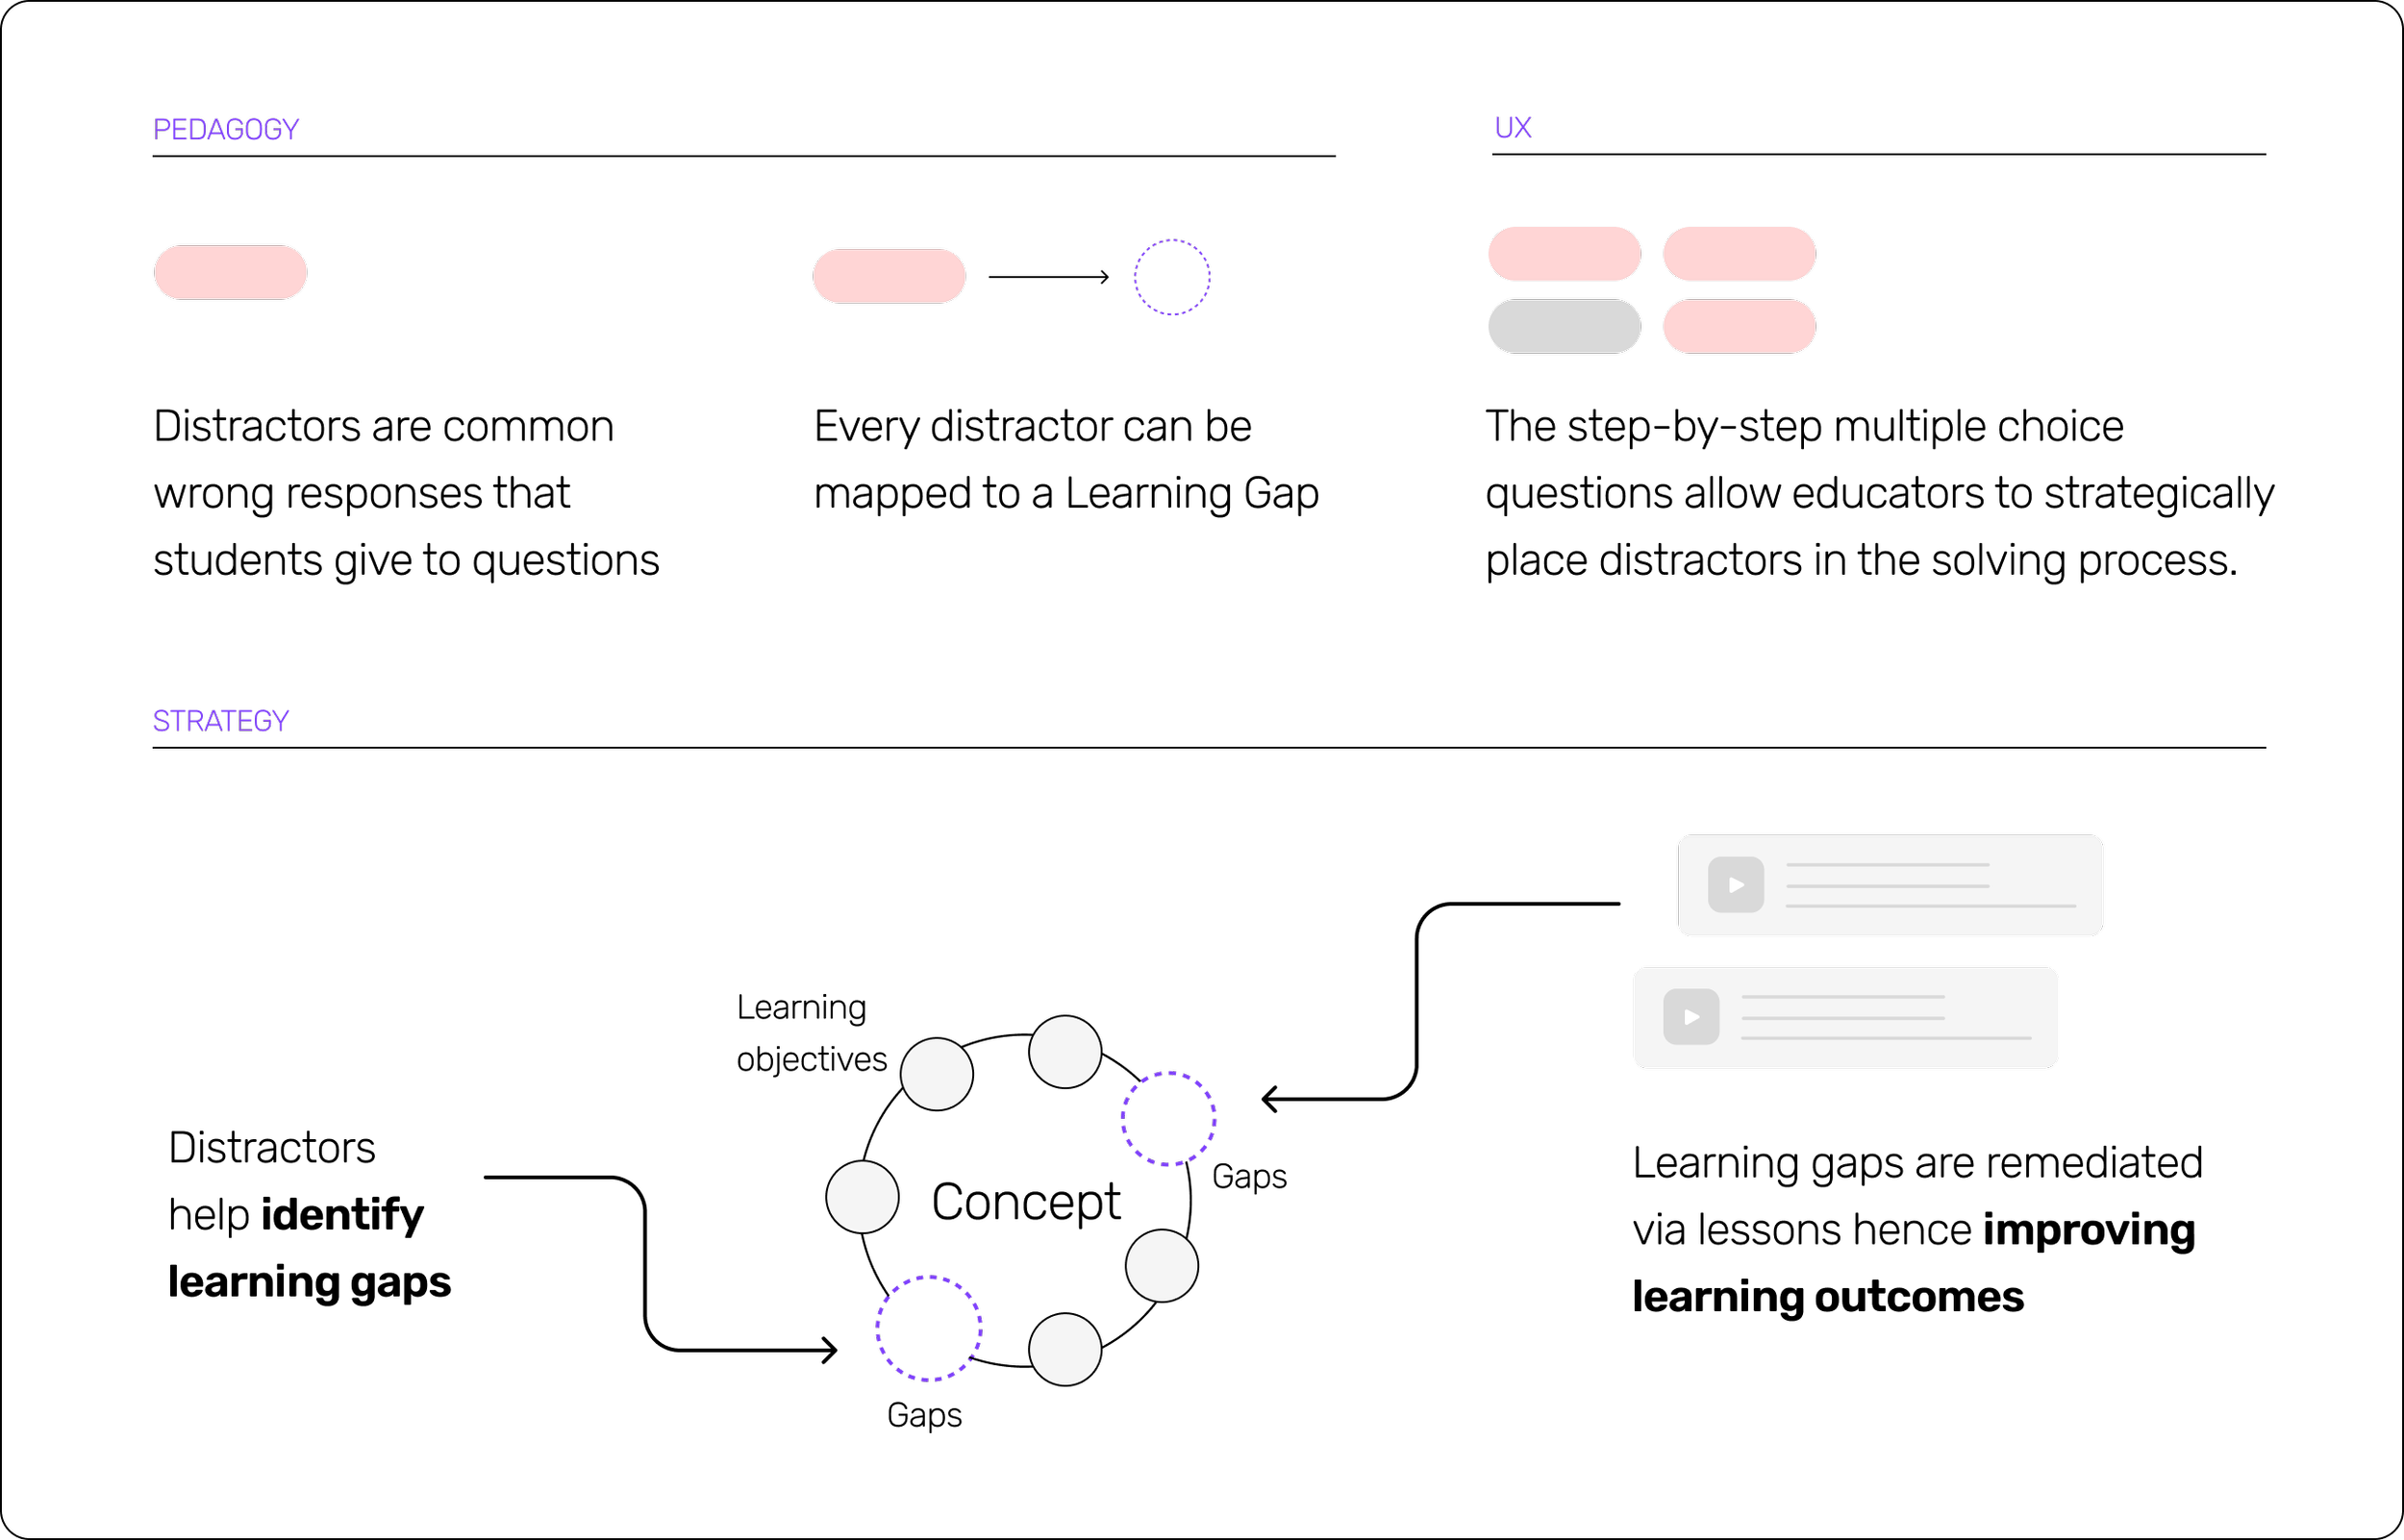 PEDAGOGY
Distractors are common
wrong responses that
students give to questions
Every distractor can be
mapped to a Learning Gap
UX
The step-by-step multiple choice
questions allow educators to strategically
place distractors in the solving process.
STRATEGY
Distractors
help identify
learning gaps
Learning
objectives
Concept
Gaps
Gaps
Learning gaps are remediated
via lessons hence improving
learning outcomes